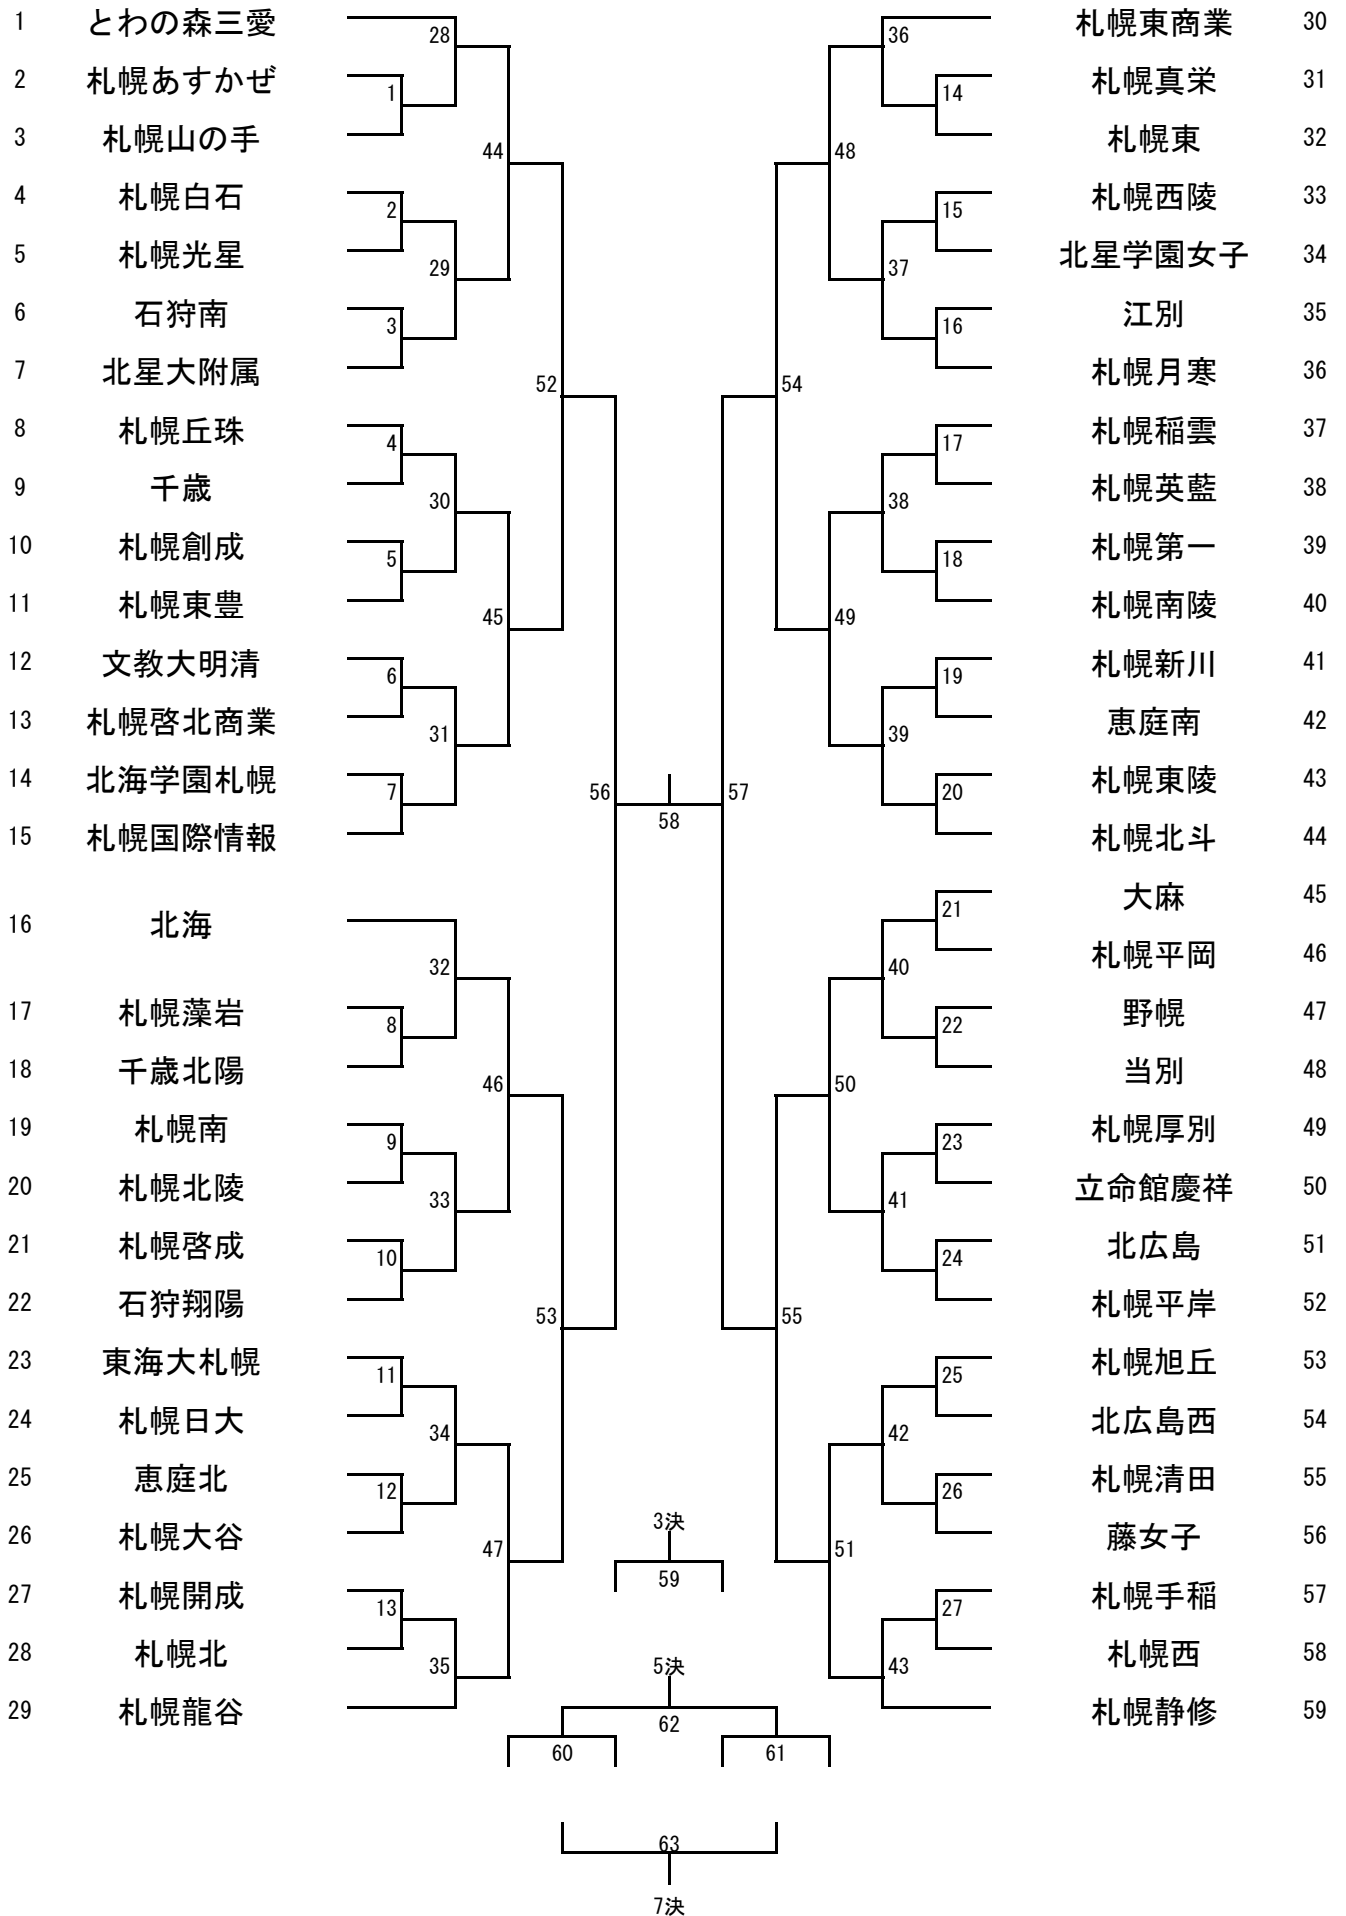 1 とわの森三愛 28 36 札幌東商業 30
2 札幌あすかぜ 1 14 札幌真栄 31
3 札幌山の手 札幌東 32
44 48
4 札幌白石 2 15 札幌西陵 33
5 札幌光星 29 37 北星学園女子 34
6 石狩南 3 16 江別 35
7 北星大附属 52 54 札幌月寒 36
8 札幌丘珠 4 17 札幌稲雲 37
9 千歳 30 38 札幌英藍 38
10 札幌創成 5 18 札幌第一 39
11 札幌東豊 45 49 札幌南陵 40
12 文教大明清 6 19 札幌新川 41
13 札幌啓北商業 31 39 恵庭南 42
14 北海学園札幌 7 56 57 20 札幌東陵 43
58
15 札幌国際情報 札幌北斗 44
21 大麻 45
16 北海
32 40 札幌平岡 46
17 札幌藻岩 8 22 野幌 47
18 千歳北陽 46 50 当別 48
19 札幌南 9 23 札幌厚別 49
20 札幌北陵 33 41 立命館慶祥 50
21 札幌啓成 10 24 北広島 51
22 石狩翔陽 53 55 札幌平岸 52
23 東海大札幌 11 25 札幌旭丘 53
24 札幌日大 34 42 北広島西 54
25 恵庭北 12 26 札幌清田 55
3決
26 札幌大谷 47 51 藤女子 56
59
27 札幌開成 13 27 札幌手稲 57
28 札幌北 35 5決 43 札幌西 58
29 札幌龍谷 62 札幌静修 59
60 61
63
7決